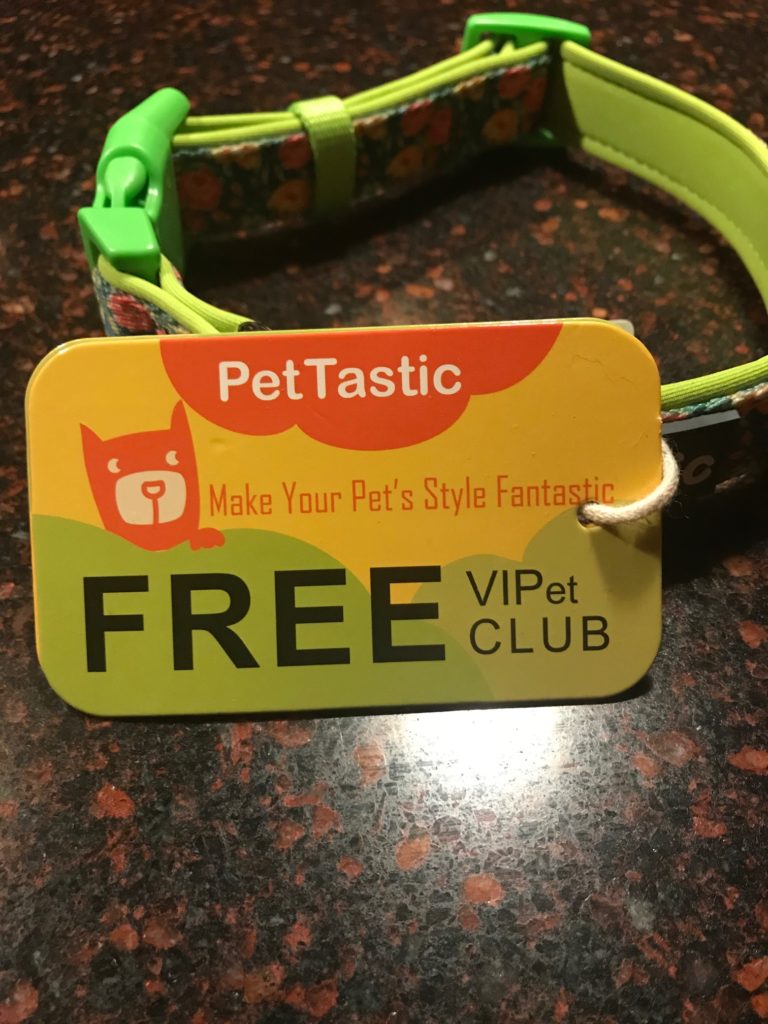 PetTastic
Make Your Pet's Style Fantastic
FREE
VIPet
CLUB